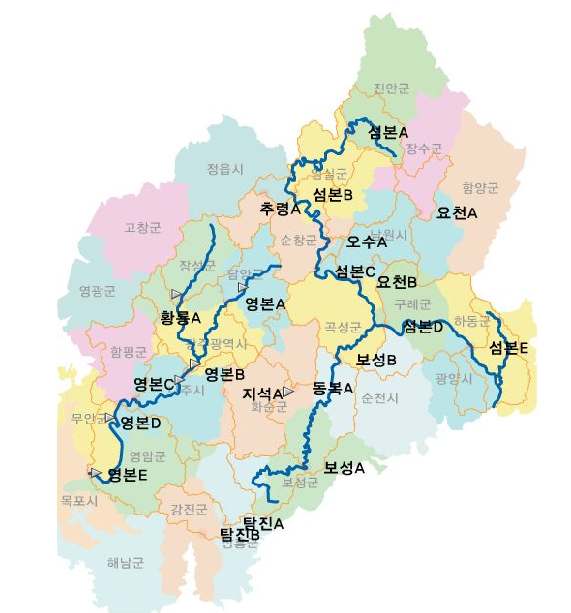 진안군
섬본A
장수군
정읍시
임실군
함양군
섬본B
추령A
요천A
고창군
순창군
남원시
오수A
장성군
담양군
섬본C
요천B
영광군
영본A
구례군
황룡A
곡성군
섬본D
하동군
광주광역시
함평군
보성B
섬본E
영본B
영본C
나주시
동복A
광양시
지석A
화순군
순천시
무안군
영본D
영암군
보성A
영본E
보성군
목포시
강진군
탐진A
탐진B
장흥군
해남군